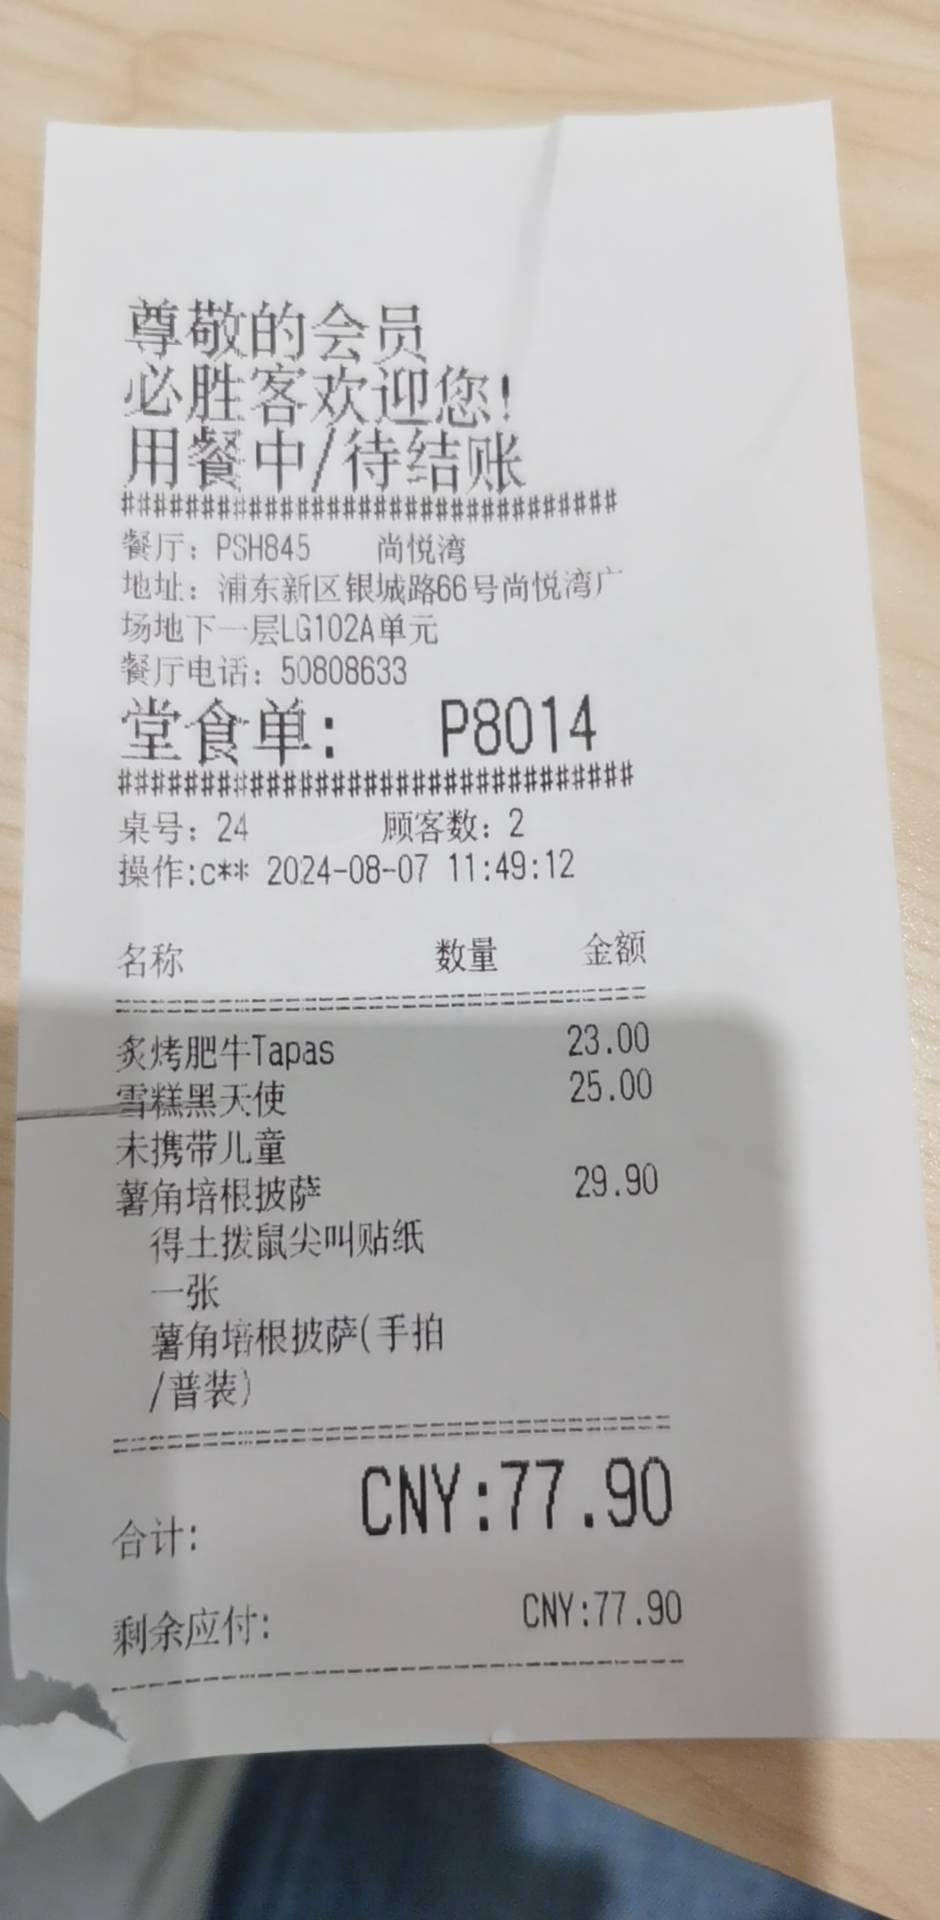 尊敬的会员
必胜客欢迎您!
用餐中/待结账
###############################
餐厅: PSH845 尚悦湾
地址: 浦东新区银城路66号尚悦湾广
场地下一层LG102A单元
餐厅电话: 50808633
堂食单: P8014
################################
桌号: 24 顾客数: 2
操作:c** 2024-08-07 11:49:12
名称 数量 金额
炙烤肥牛Tapas 23.00
雪糕黑天使 25.00
未携带儿童
薯角培根披萨 29.90
得土拨鼠尖叫贴纸
一张
薯角培根披萨(手拍
/普装)
合计: CNY:77.90
剩余应付: CNY:77.90